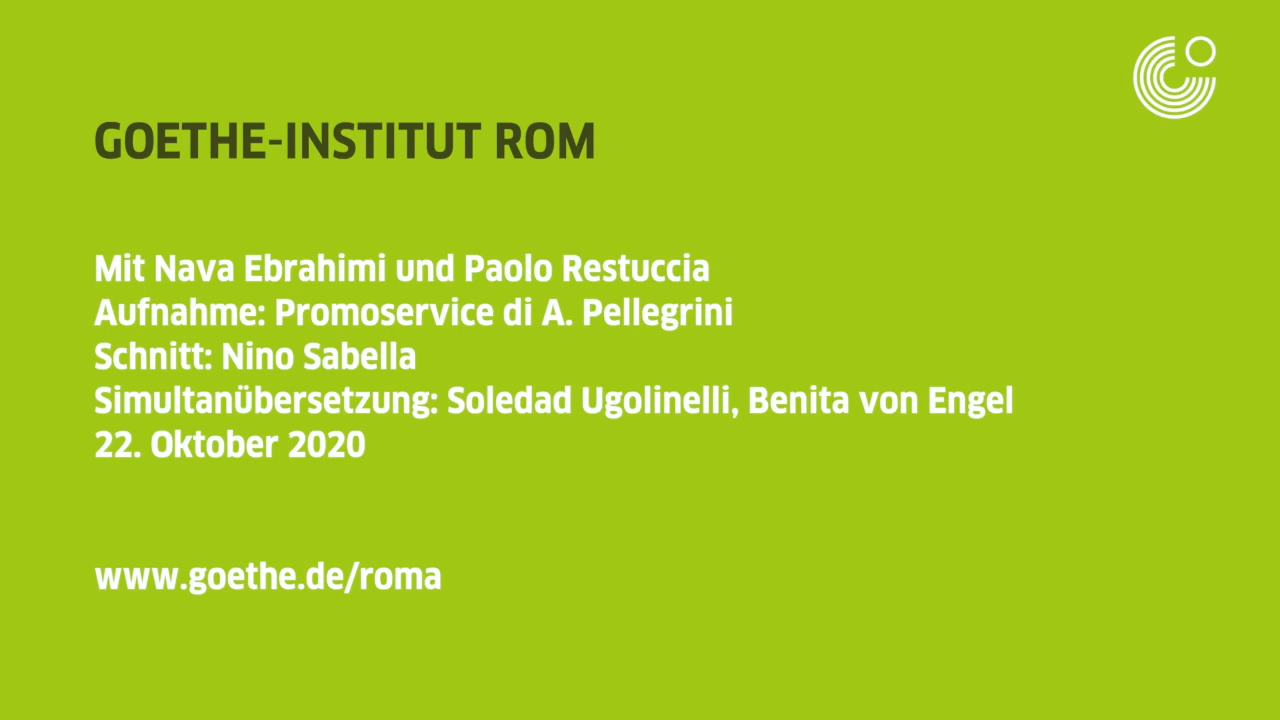 GOETHE-INSTITUT ROM
Mit Nava Ebrahimi und Paolo Restuccia
Aufnahme: Promoservice di A. Pellegrini
Schnitt: Nino Sabella
Simultanübersetzung: Soledad Ugolinelli, Benita von Engel
22. Oktober 2020
www.goethe.de/roma